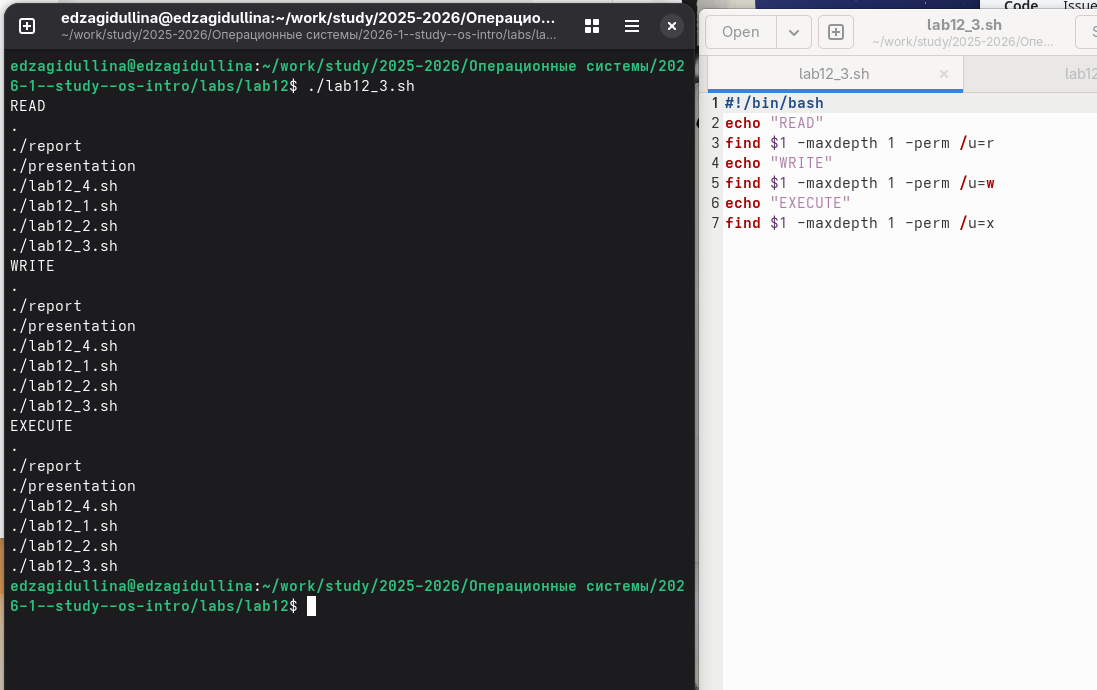 edzagidullina@edzagidullina:~/work/study/2025-2026/Операцио...
~/work/study/2025-2026/Операционные системы/2026-1--study--os-intro/labs/la...
edzagidullina@edzagidullina:~/work/study/2025-2026/Операционные системы/202
6-1--study--os-intro/labs/lab12$ ./lab12_3.sh
READ
.
./report
./presentation
./lab12_4.sh
./lab12_1.sh
./lab12_2.sh
./lab12_3.sh
WRITE
.
./report
./presentation
./lab12_4.sh
./lab12_1.sh
./lab12_2.sh
./lab12_3.sh
EXECUTE
.
./report
./presentation
./lab12_4.sh
./lab12_1.sh
./lab12_2.sh
./lab12_3.sh
edzagidullina@edzagidullina:~/work/study/2025-2026/Операционные системы/202
6-1--study--os-intro/labs/lab12$
Code Issue
Open
lab12_3.sh
~/work/study/2025-2026/Опе...
S
lab12_3.sh
lab12
1 #!/bin/bash
2 echo "READ"
3 find $1 -maxdepth 1 -perm /u=r
4 echo "WRITE"
5 find $1 -maxdepth 1 -perm /u=w
6 echo "EXECUTE"
7 find $1 -maxdepth 1 -perm /u=x